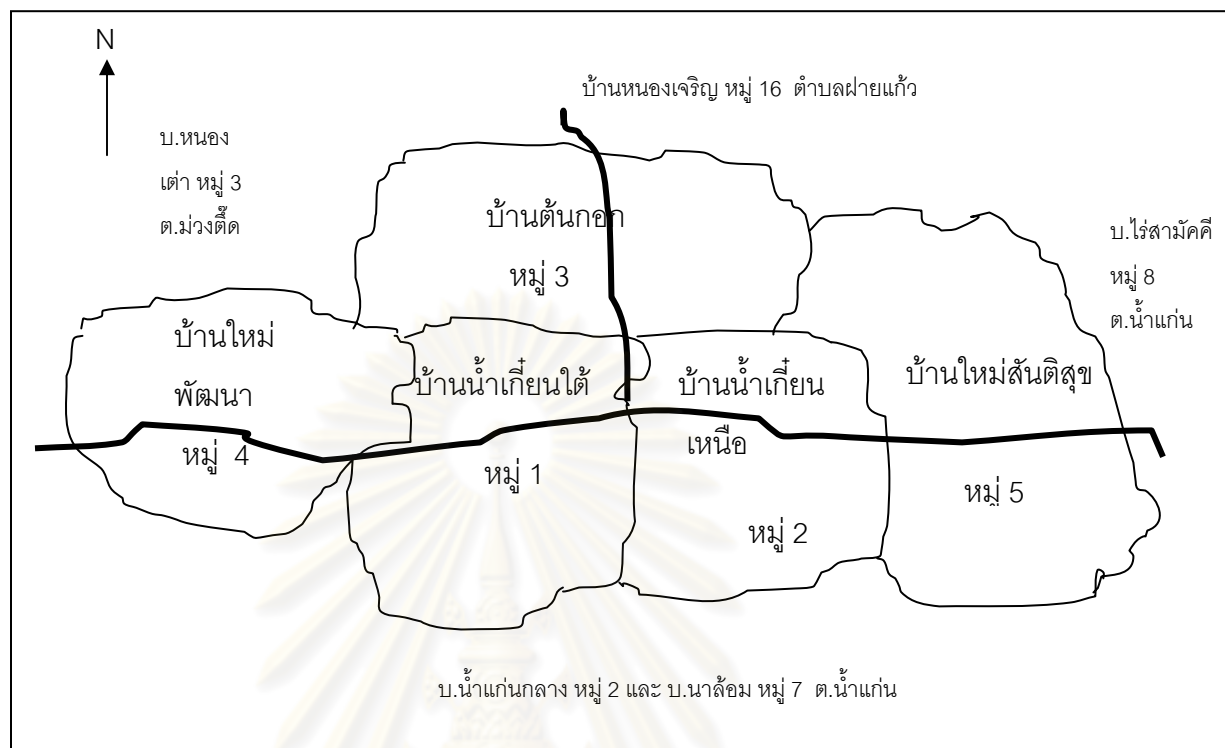 N
บ้านหนองเจริญ หมู่ 16 ตำบลฝายแก้ว
บ.หนอง
เต่า หมู่ 3
ต.ม่วงตึ๊ด
บ้านต้นกอก
หมู่ 3
บ.ไร่สามัคคี
หมู่ 8
ต.น้ำแก่น
บ้านใหม่
พัฒนา
หมู่ 4
บ้านน้ำเกี๋ยนใต้
หมู่ 1
บ้านน้ำเกี๋ยน
เหนือ
หมู่ 2
บ้านใหม่สันติสุข
หมู่ 5
บ.น้ำแก่นกลาง หมู่ 2 และ บ.นาล้อม หมู่ 7 ต.น้ำแก่น